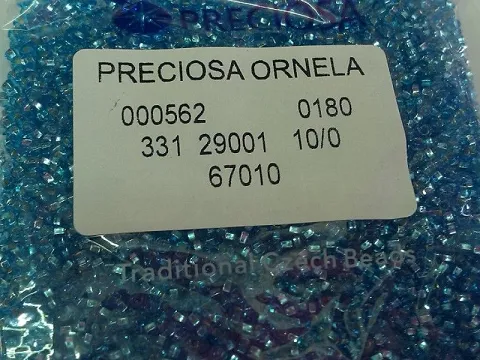 PRECIOSA
PRECIOSA ORNELA
000562 0180
331 29001 10/0
67010
Traditional Czech Beads